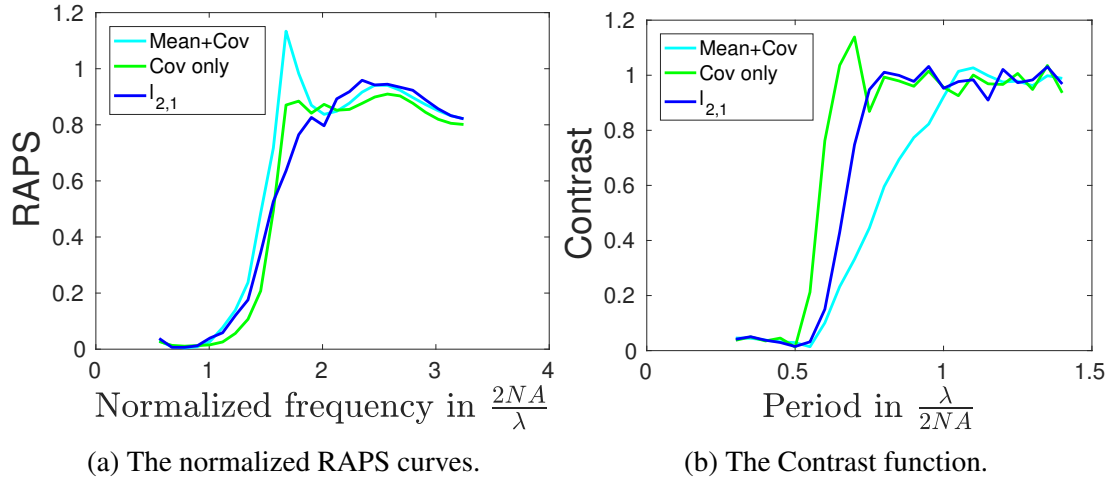 1.2
1
0.8
0.6
0.4
0.2
0
RAPS
Mean+Cov
Cov only
l2,1
0 1 2 3 4
Normalized frequency in 2NA/λ
(a) The normalized RAPS curves.
1.2
1
0.8
0.6
0.4
0.2
0
Contrast
Mean+Cov
Cov only
l2,1
0 0.5 1 1.5
Period in λ/2NA
(b) The Contrast function.